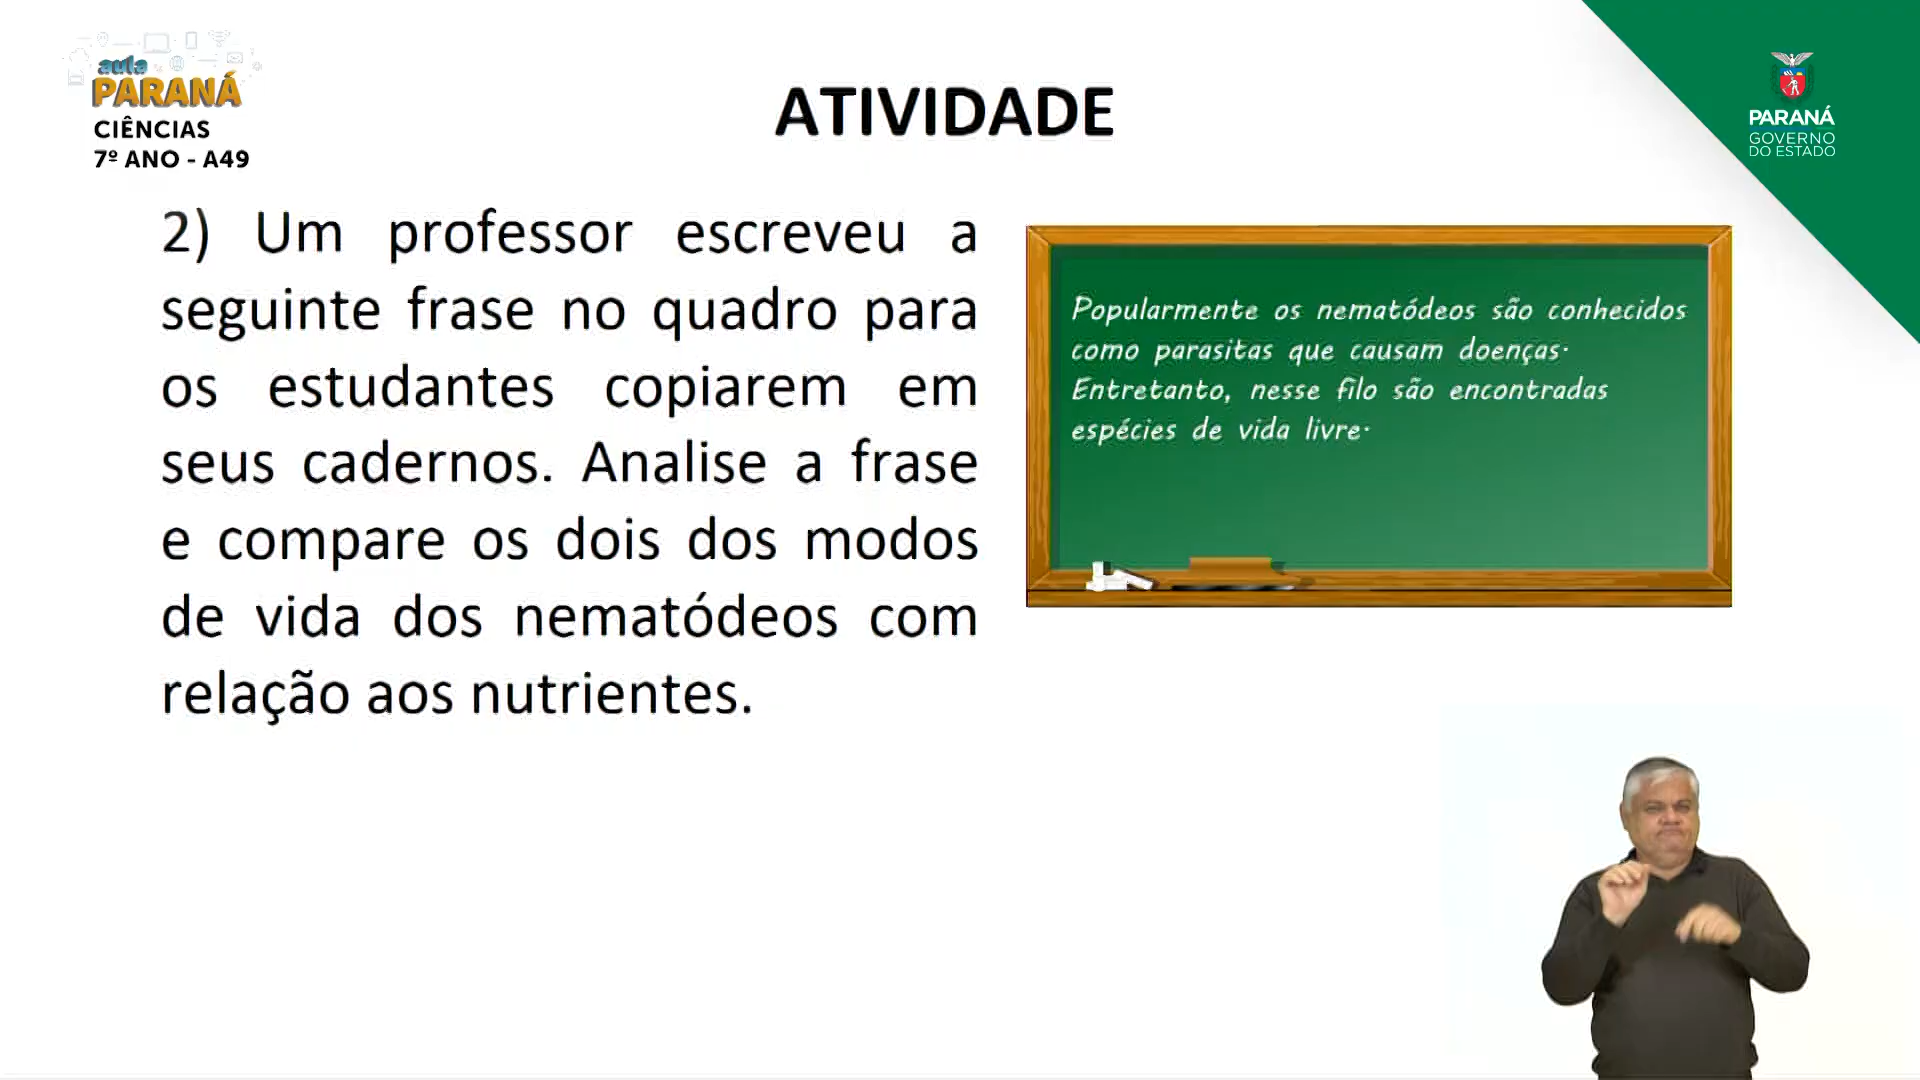 aula
PARANÁ
CIÊNCIAS
7º ANO - A49
ATIVIDADE
PARANÁ
GOVERNO
DO ESTADO
2) Um professor escreveu a
seguinte frase no quadro para
os estudantes copiarem em
seus cadernos. Analise a frase
e compare os dois dos modos
de vida dos nematódeos com
relação aos nutrientes.
Popularmente os nematódeos são conhecidos
como parasitas que causam doenças.
Entretanto, nesse filo são encontradas
espécies de vida livre.